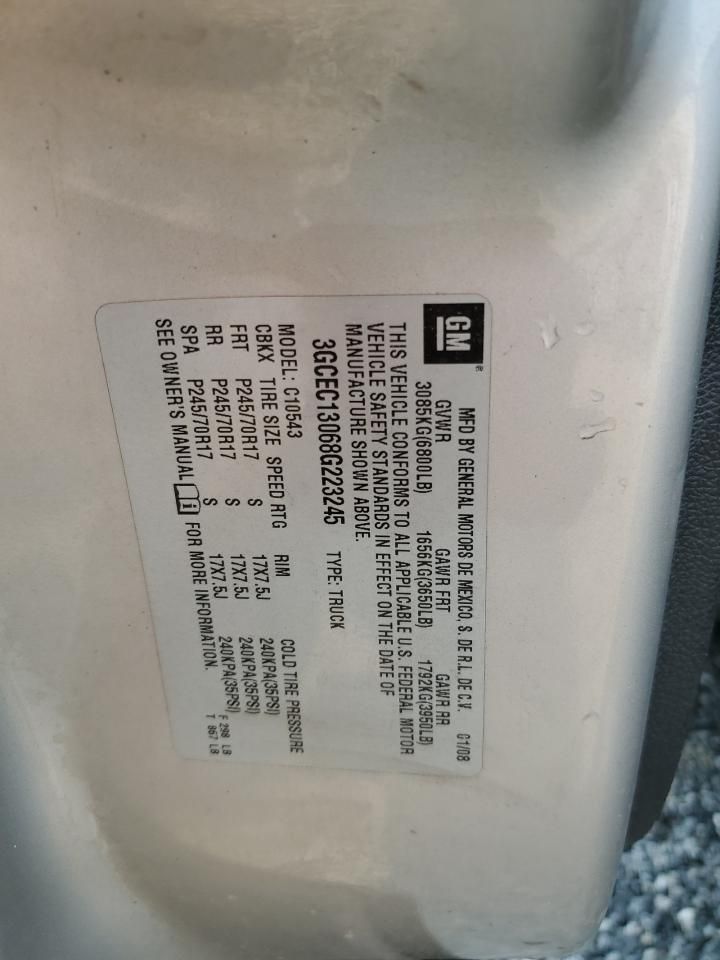 GM®
MFD BY GENERAL MOTORS DE MEXICO, S. DE R.L. DE C.V. 01/08
GVWR GAWR FRT GAWR RR
3085KG(6800LB) 1656KG(3650LB) 1792KG(3950LB)
THIS VEHICLE CONFORMS TO ALL APPLICABLE U.S. FEDERAL MOTOR
VEHICLE SAFETY STANDARDS IN EFFECT ON THE DATE OF
MANUFACTURE SHOWN ABOVE.
3GCEC13068G223245 TYPE: TRUCK
MODEL: C10543
CBKX TIRE SIZE SPEED RTG RIM COLD TIRE PRESSURE
FRT P245/70R17 S 17X7.5J 240KPA(35PSI)
RR P245/70R17 S 17X7.5J 240KPA(35PSI)
SPA P245/70R17 S 17X7.5J 240KPA(35PSI)
SEE OWNER'S MANUAL FOR MORE INFORMATION.
F 298 LB
T 867 LB